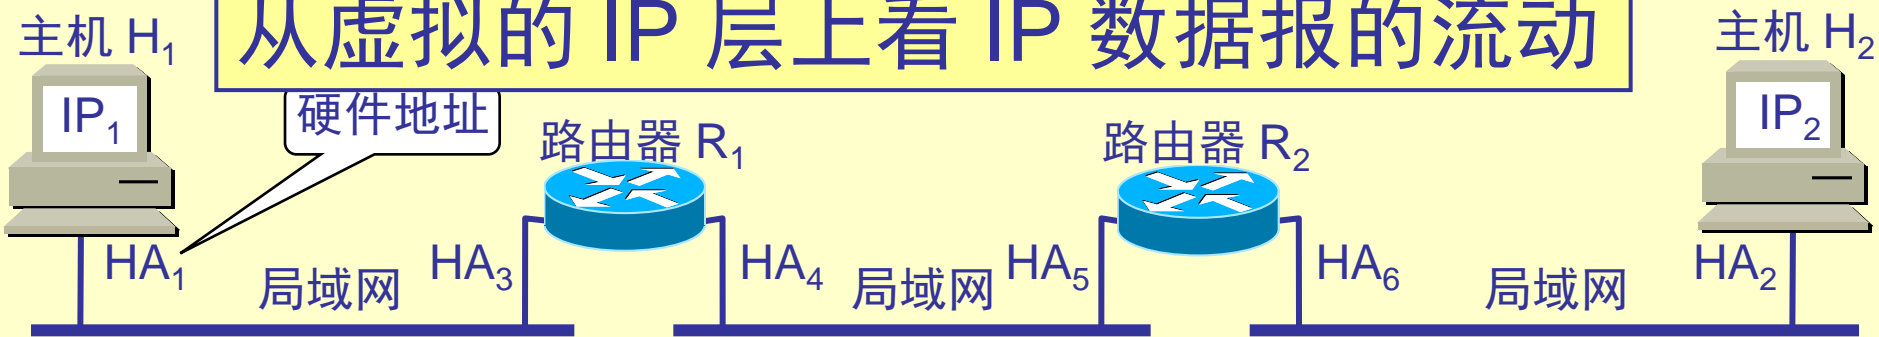 从虚拟的 IP 层上看 IP 数据报的流动
主机 H₁
主机 H₂
IP₁
硬件地址
路由器 R₁
路由器 R₂
IP₂
HA₁
局域网
HA₃
HA₄
局域网
HA₅
HA₆
局域网
HA₂